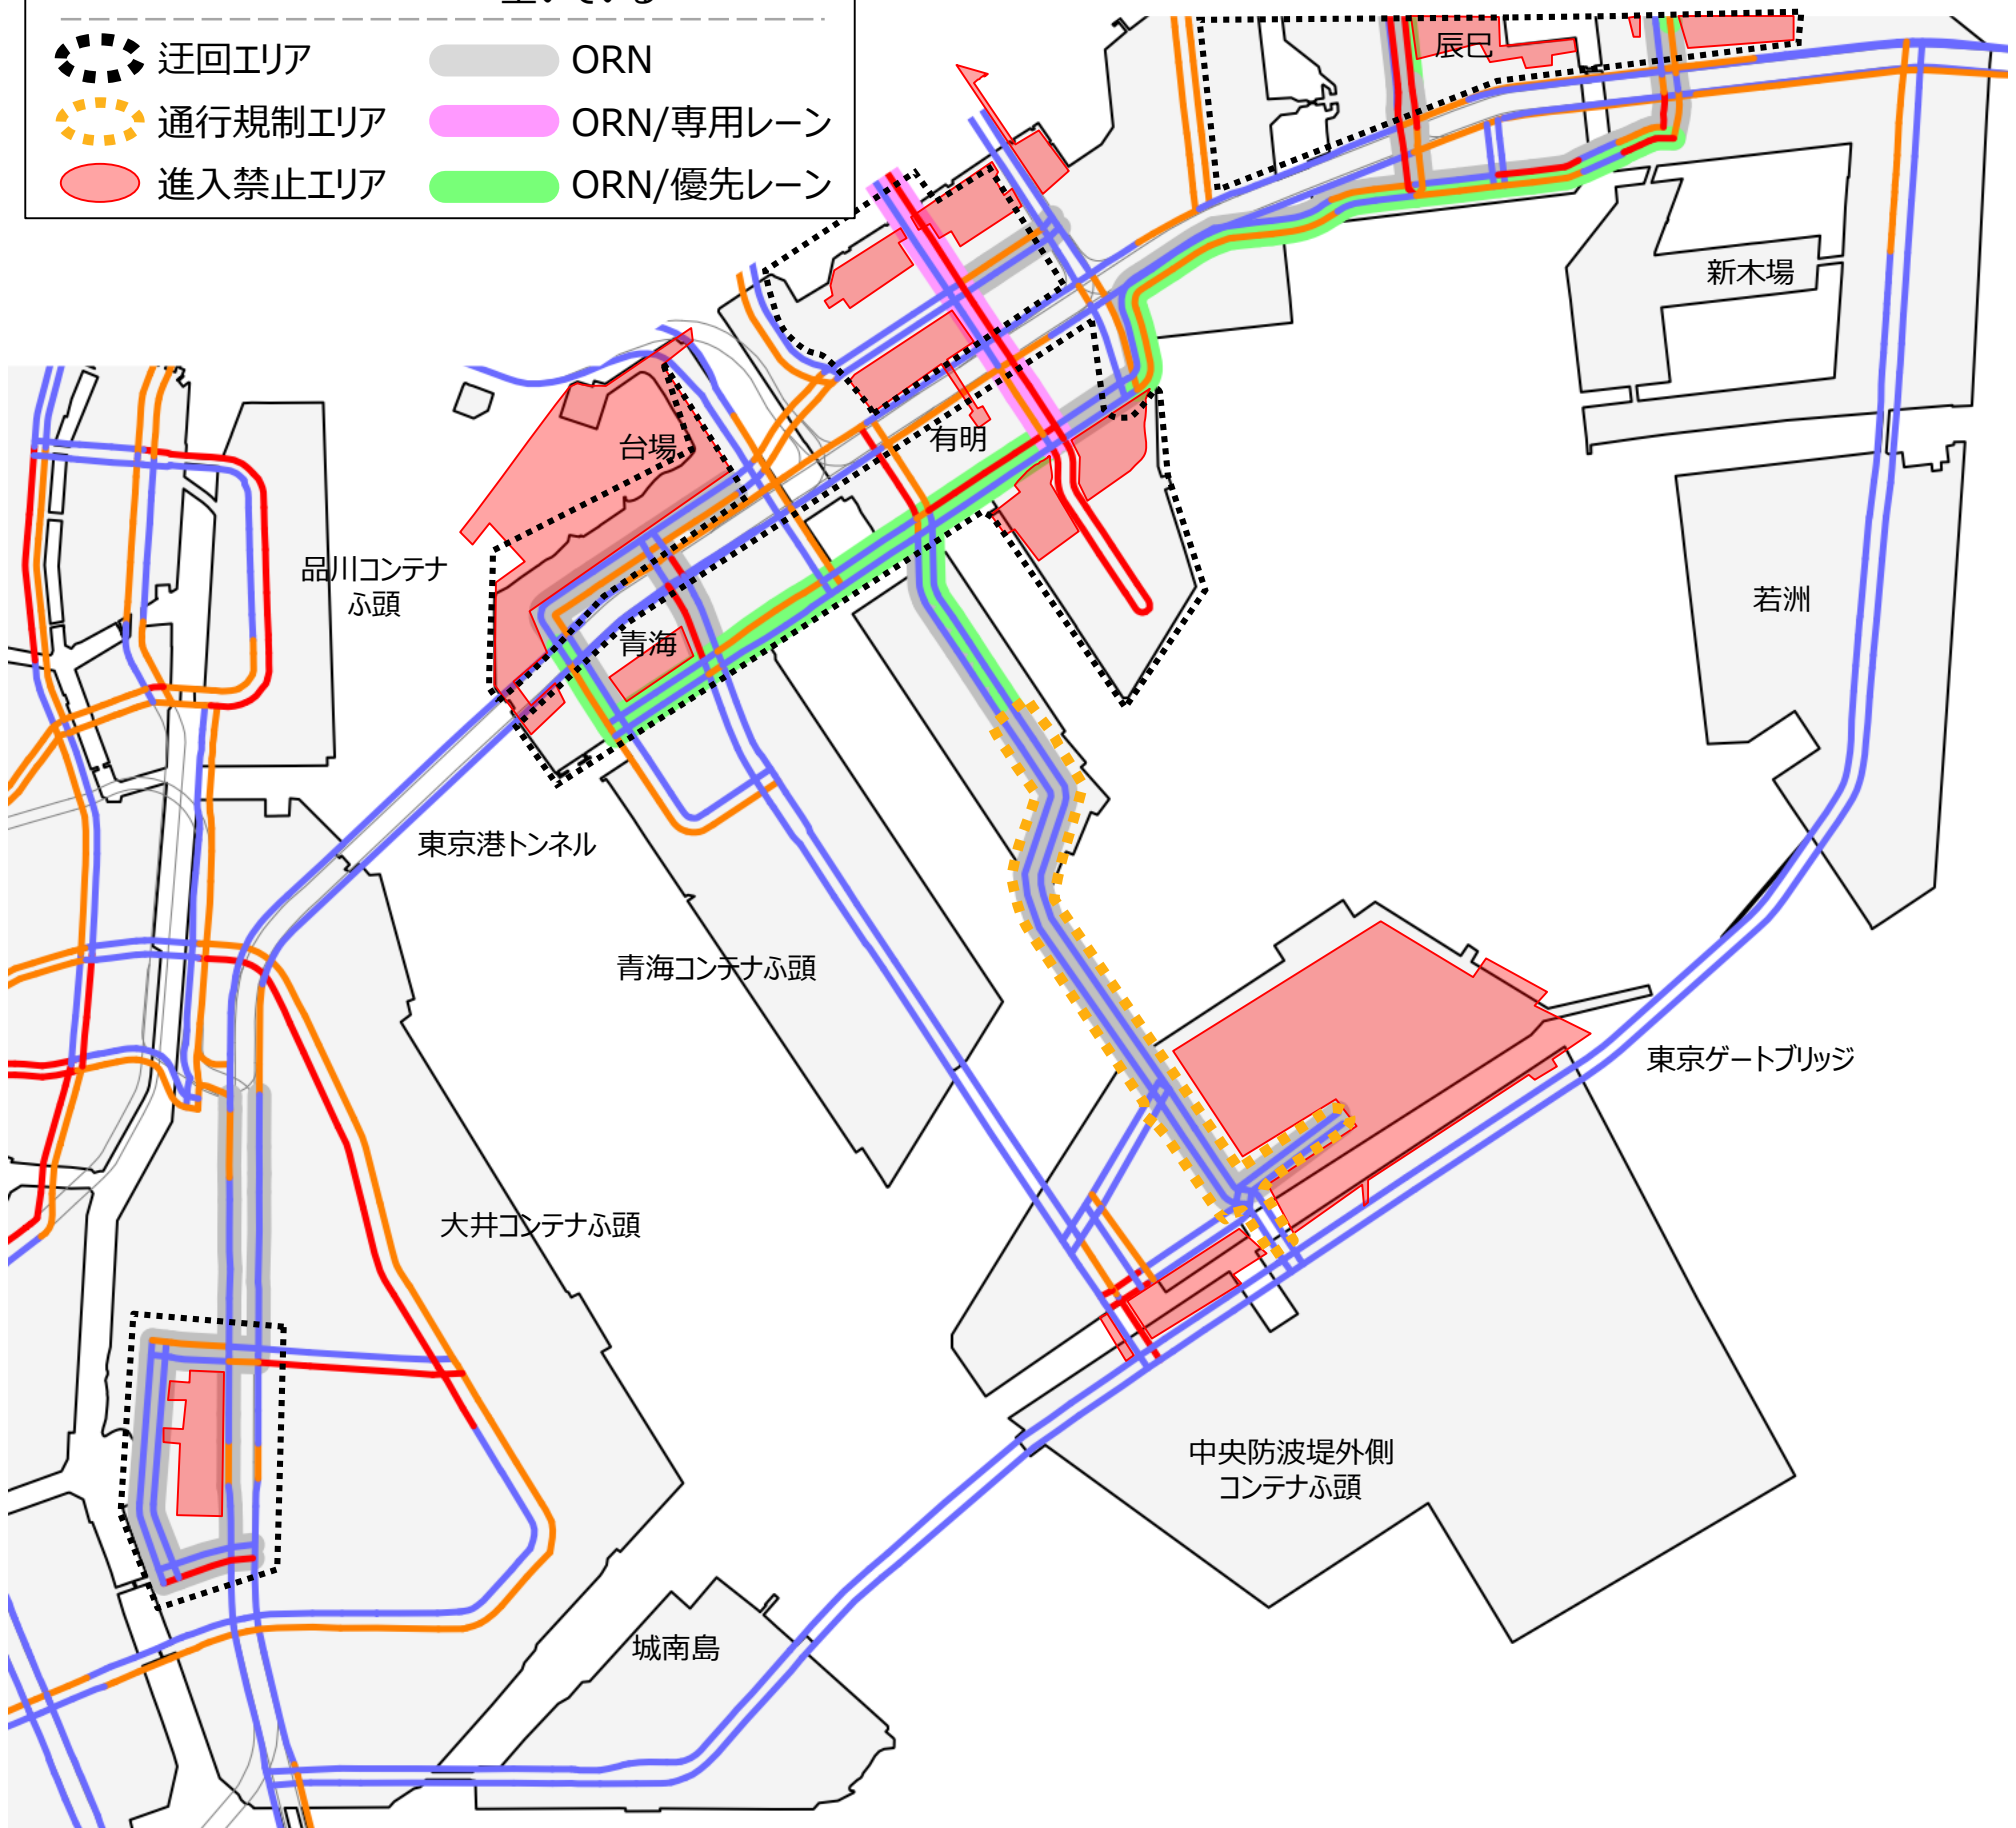 空いている
迂回エリア
ORN
通行規制エリア
ORN/専用レーン
進入禁止エリア
ORN/優先レーン
辰巳
新木場
台場
有明
品川コンテナ
ふ頭
青海
若洲
東京港トンネル
青海コンテナふ頭
東京ゲートブリッジ
大井コンテナふ頭
中央防波堤外側
コンテナふ頭
城南島